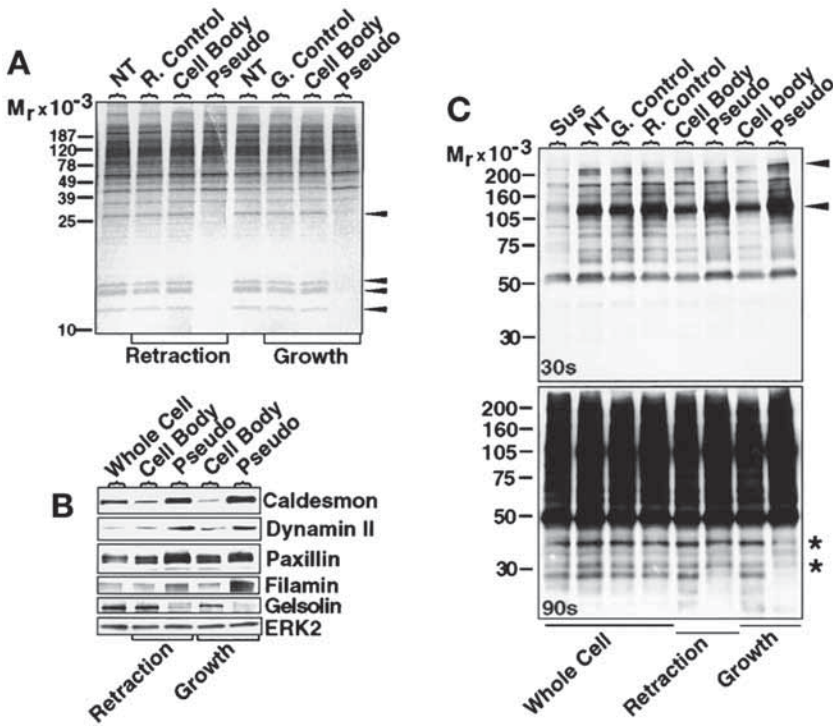 A
NT
R. Control
Cell Body
Pseudo
NT
G. Control
Cell Body
Pseudo
Mr x 10-3
187
120
78
49
39
25
10
Retraction
Growth
B
Whole Cell
Cell Body
Pseudo
Cell Body
Pseudo
Caldesmon
Dynamin II
Paxillin
Filamin
Gelsolin
ERK2
Retraction
Growth
C
Sus
NT
G. Control
R. Control
Cell Body
Pseudo
Cell body
Pseudo
Mr x 10-3
200
160
105
75
50
30
30s
200
160
105
75
50
*
30
*
90s
Whole Cell
Retraction
Growth